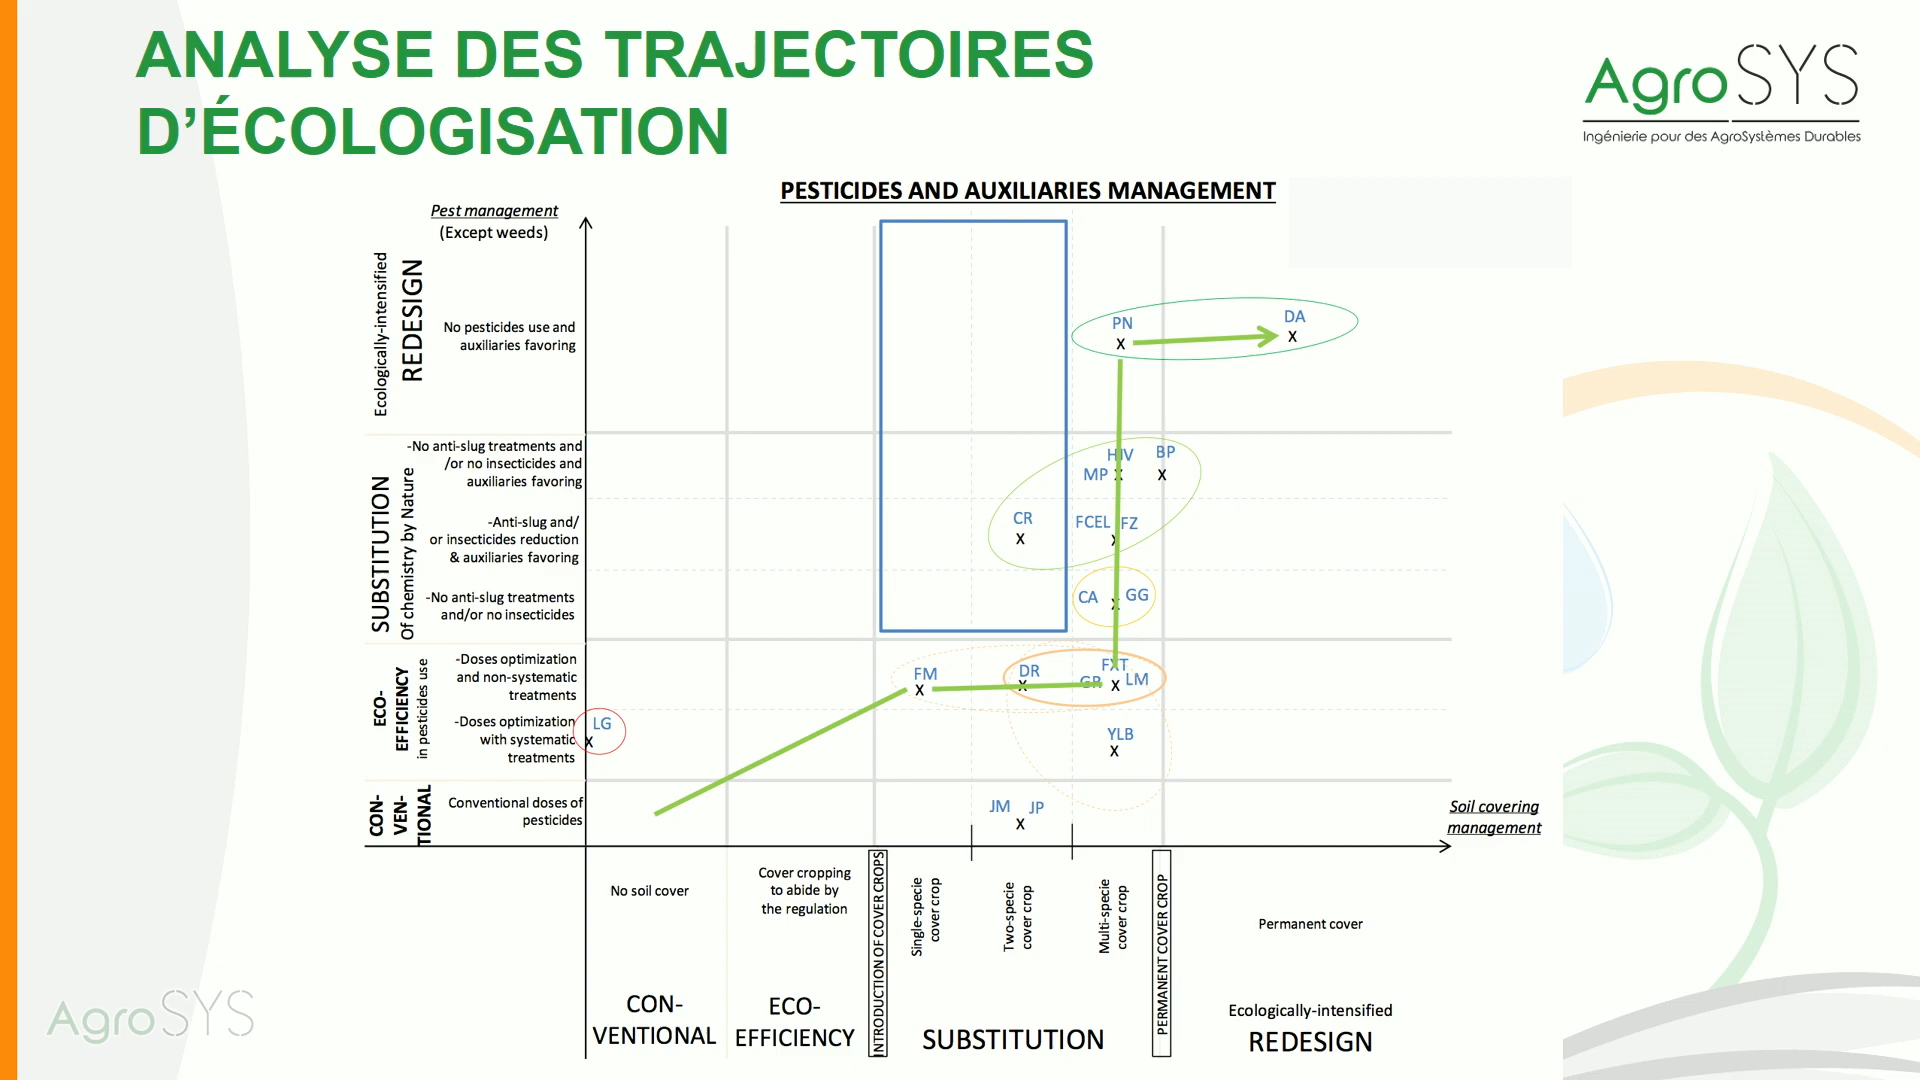 ANALYSE DES TRAJECTOIRES
D'ÉCOLOGISATION
AgroSYS
Ingénierie pour des AgroSystèmes Durables
PESTICIDES AND AUXILIARIES MANAGEMENT
Pest management
(Except weeds)
Ecologically-intensified
REDESIGN
No pesticides use and
auxiliaries favoring
PN
X
DA
X
SUBSTITUTION
Of chemistry by Nature
-No anti-slug treatments and
/or no insecticides and
auxiliaries favoring
HIV
BP
MP
X
X
-Anti-slug and/
or insecticides reduction
& auxiliaries favoring
CR
X
FCEL
FZ
X
-No anti-slug treatments
and/or no insecticides
CA
X
GG
ECO-
EFFICIENCY
in pesticides use
-Doses optimization
and non-systematic
treatments
FM
X
DR
X
FXT
X
LM
-Doses optimization
with systematic
treatments
LG
X
YLB
X
CON-
VEN-
TIONAL
Conventional doses of
pesticides
JM
JP
X
Soil covering
management
No soil cover
Cover cropping
to abide by
the regulation
INTRODUCTION OF COVER CROPS
Single-specie
cover crop
Two-specie
cover crop
Multi-specie
cover crop
PERMANENT COVER CROP
Permanent cover
CON-
VENTIONAL
ECO-
EFFICIENCY
SUBSTITUTION
Ecologically-intensified
REDESIGN
AgroSYS